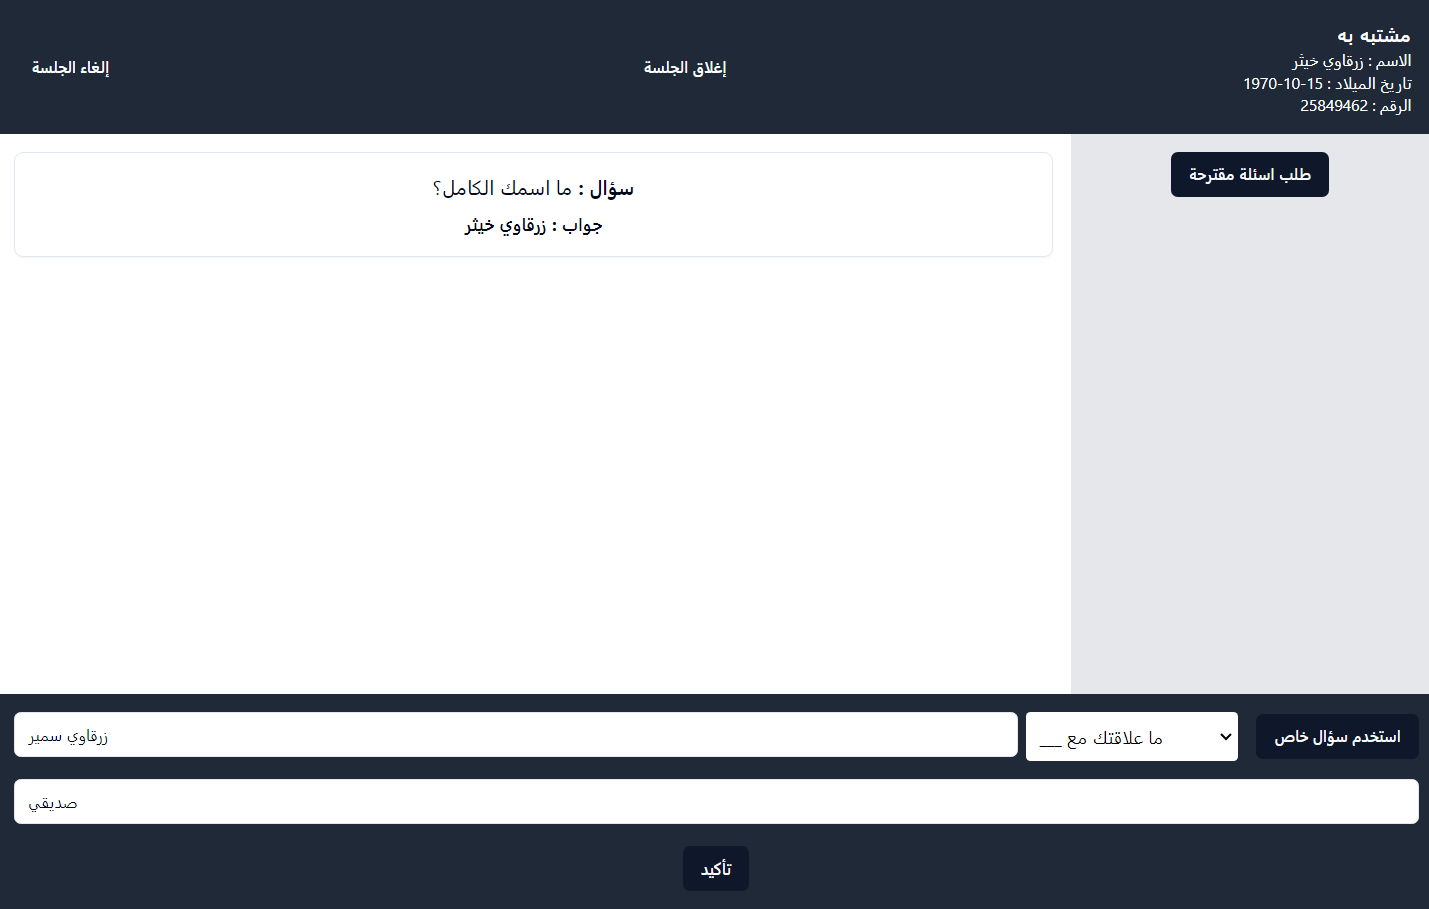 مشتبه به
الاسم : زرقاوي خيثر
تاريخ الميلاد : 15-10-1970
الرقم : 25849462
إغلاق الجلسة
إلغاء الجلسة
طلب اسئلة مقترحة
سؤال : ما اسمك الكامل؟
جواب : زرقاوي خيثر
استخدم سؤال خاص
ما علاقتك مع ___
زرقاوي سمير
صديقي
تأكيد